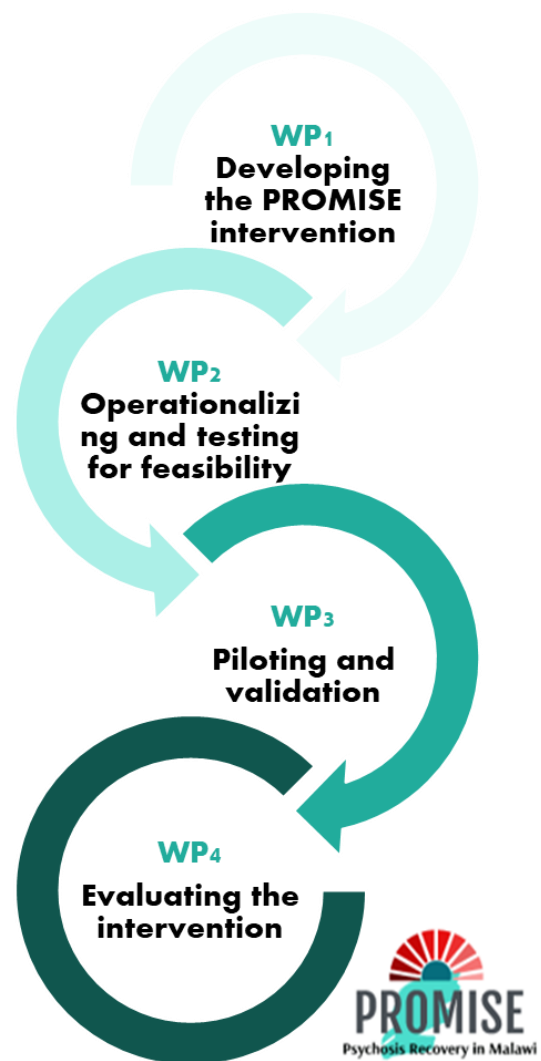 WP1
Developing
the PROMISE
intervention
WP2
Operationalizi
ng and testing
for feasibility
WP3
Piloting and
validation
WP4
Evaluating the
intervention
PROMISE
Psychosis Recovery in Malawi